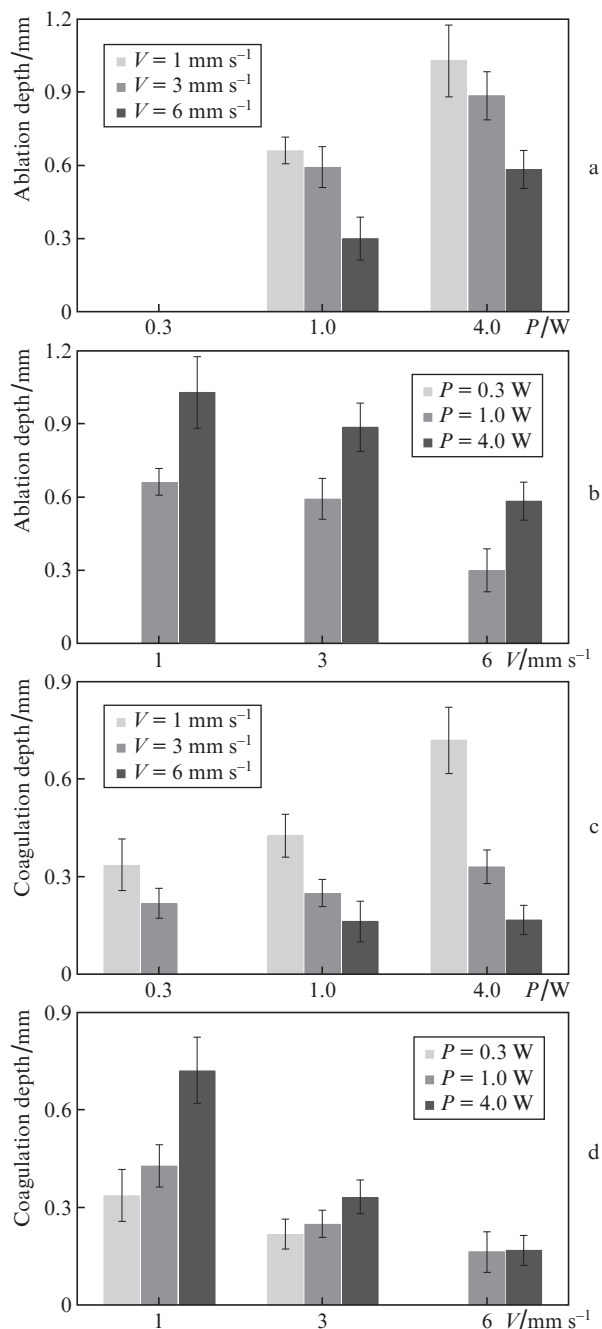 1.2
V = 1 mm s⁻¹
V = 3 mm s⁻¹
V = 6 mm s⁻¹
0.9
0.6
0.3
0
Ablation depth/mm
a
0.3 1.0 4.0 P/W
1.2
P = 0.3 W
P = 1.0 W
P = 4.0 W
0.9
0.6
0.3
0
Ablation depth/mm
b
1 3 6 V/mm s⁻¹
0.9
V = 1 mm s⁻¹
V = 3 mm s⁻¹
V = 6 mm s⁻¹
0.6
0.3
0
Coagulation depth/mm
c
0.3 1.0 4.0 P/W
0.9
P = 0.3 W
P = 1.0 W
P = 4.0 W
0.6
0.3
0
Coagulation depth/mm
d
1 3 6 V/mm s⁻¹